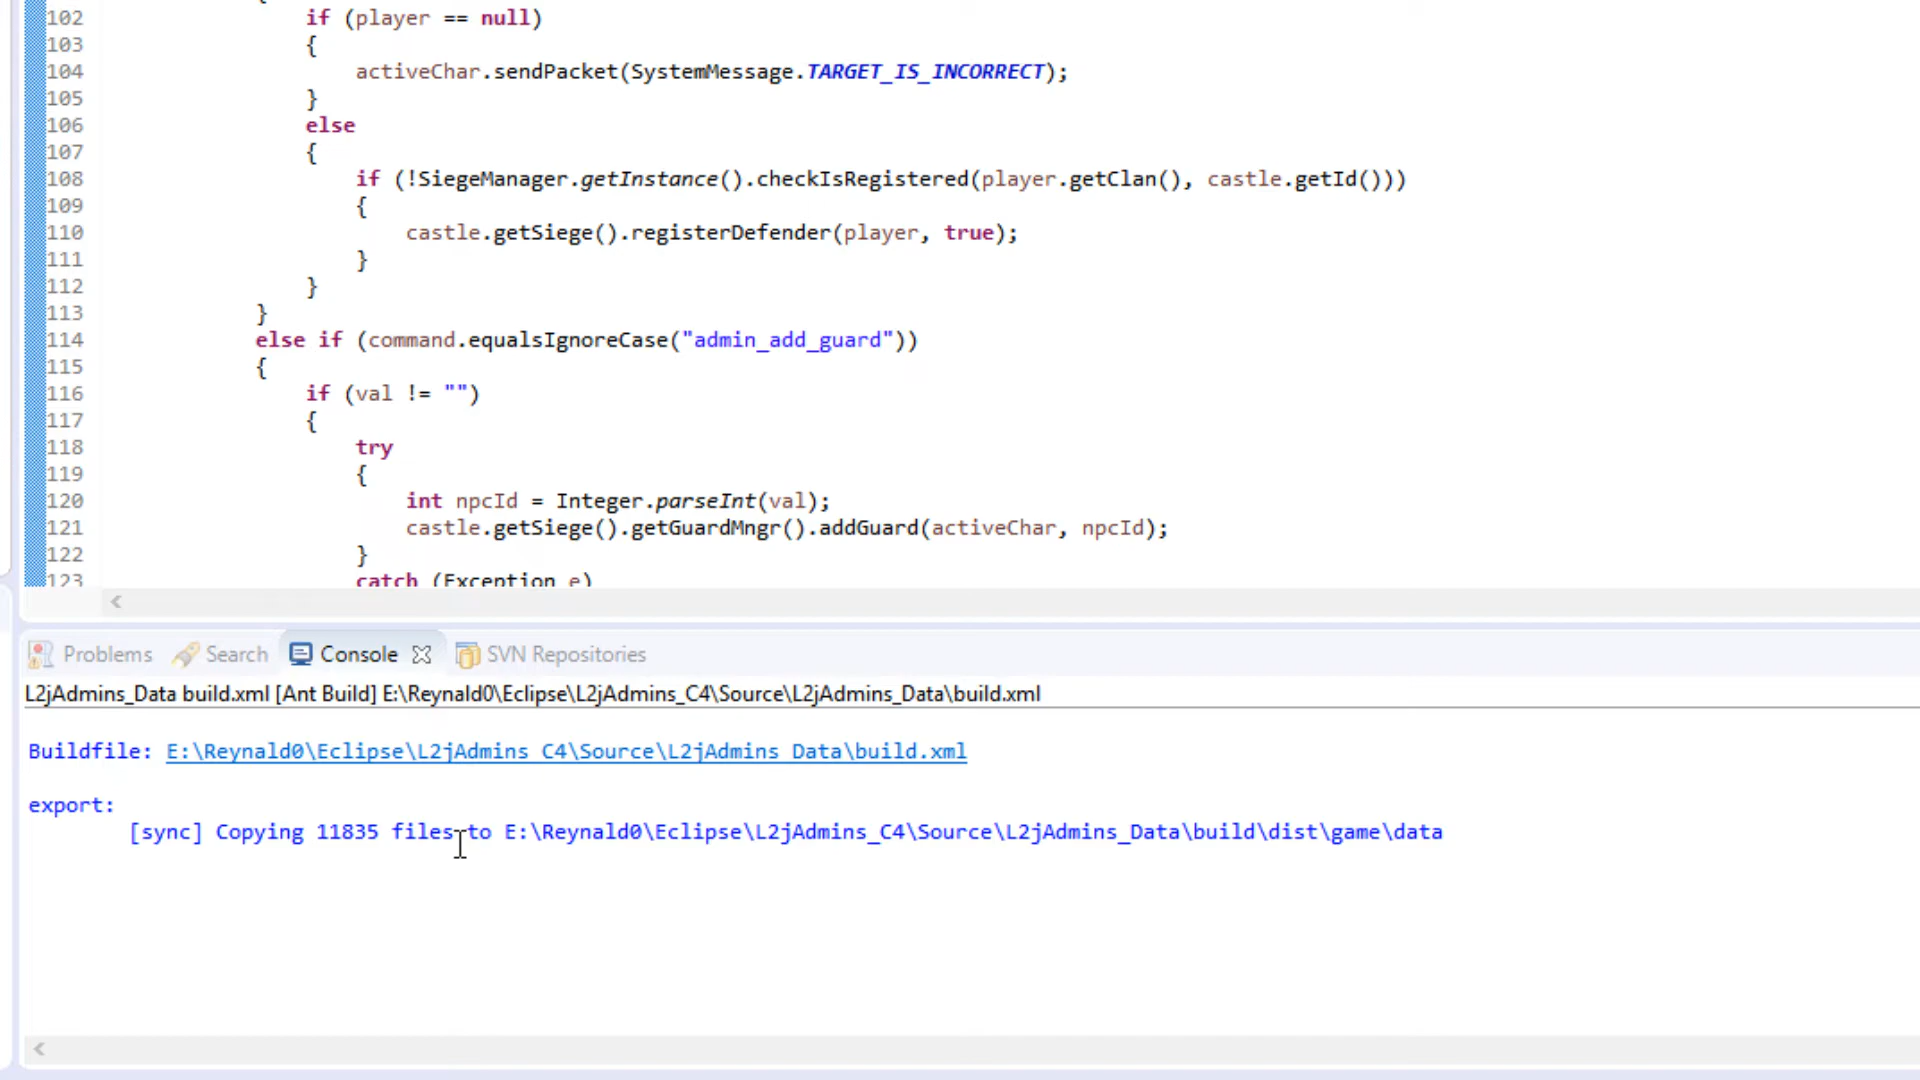 {
102 if (player == null)
103 {
104 activeChar.sendPacket(SystemMessage.TARGET_IS_INCORRECT);
105 }
106 else
107 {
108 if (!SiegeManager.getInstance().checkIsRegistered(player.getClan(), castle.getId()))
109 {
110 castle.getSiege().registerDefender(player, true);
111 }
112 }
113 }
114 else if (command.equalsIgnoreCase("admin_add_guard"))
115 {
116 if (val != "")
117 {
118 try
119 {
120 int npcId = Integer.parseInt(val);
121 castle.getSiege().getGuardMngr().addGuard(activeChar, npcId);
122 }
123 catch (Exception e)
Problems Search Console SVN Repositories
L2jAdmins_Data build.xml [Ant Build] E:\Reynald0\Eclipse\L2jAdmins_C4\Source\L2jAdmins_Data\build.xml
Buildfile: E:\Reynald0\Eclipse\L2jAdmins_C4\Source\L2jAdmins_Data\build.xml
export:
[sync] Copying 11835 files to E:\Reynald0\Eclipse\L2jAdmins_C4\Source\L2jAdmins_Data\build\dist\game\data